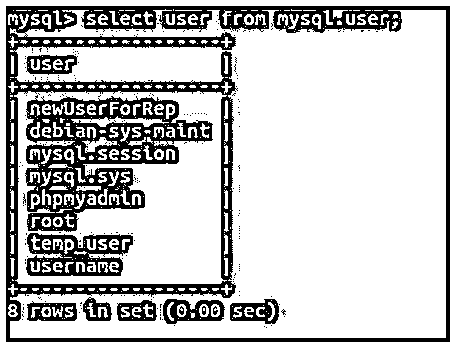 mysql> select user from mysql.user;
+------------------+
| user             |
+------------------+
| newUserForRep    |
| debian-sys-maint |
| mysql.session    |
| mysql.sys        |
| phpmyadmin       |
| root             |
| temp_user        |
| username         |
+------------------+
8 rows in set (0.00 sec)